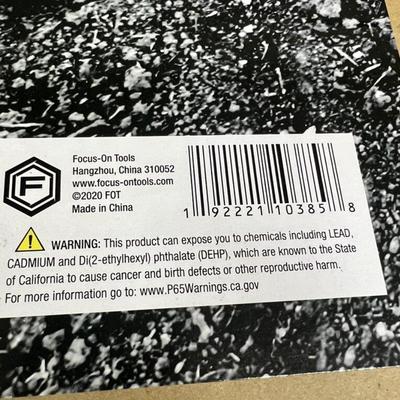 F
Focus-On Tools
Hangzhou, China 310052
www.focus-ontools.com
©2020 FOT
Made in China
1 92221 10385 8
WARNING: This product can expose you to chemicals including LEAD,
CADMIUM and Di(2-ethylhexyl) phthalate (DEHP), which are known to the State
of California to cause cancer and birth defects or other reproductive harm.
For more information go to: www.P65Warnings.ca.gov